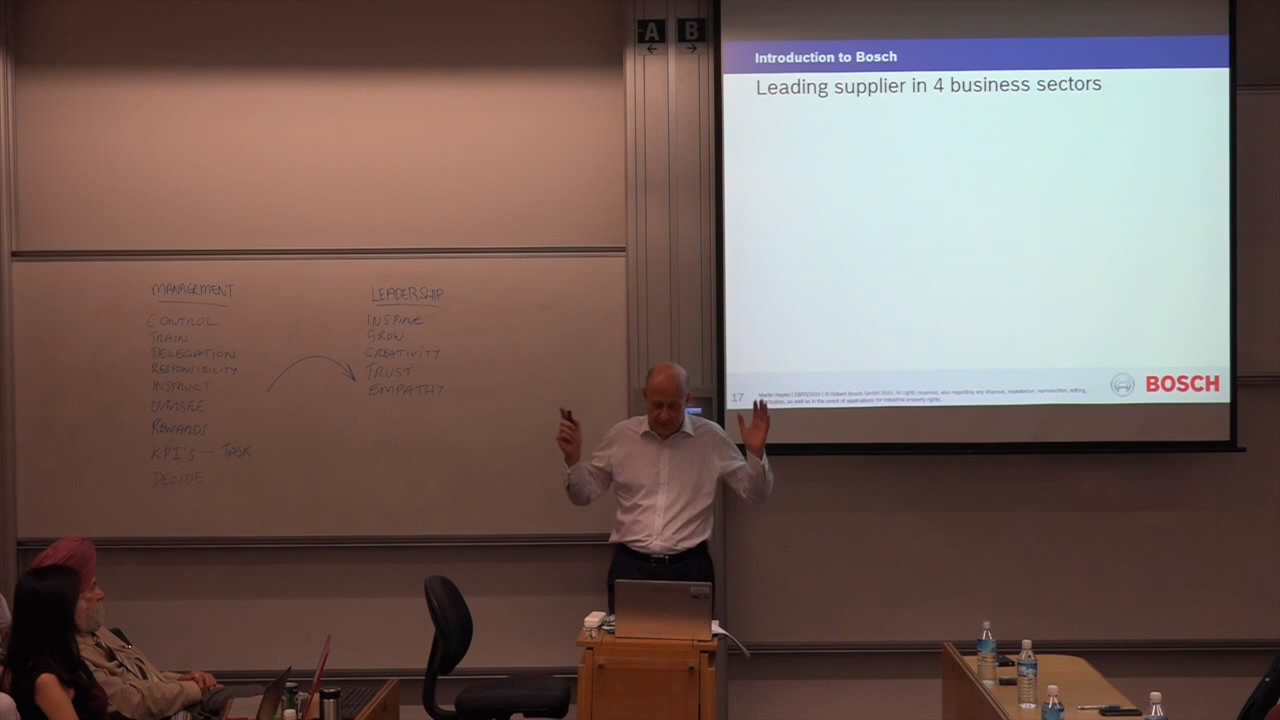 A B
Introduction to Bosch
Leading supplier in 4 business sectors
17
BOSCH
MANAGEMENT
CONTROL
TRAIN
DELEGATION
RESPONSIBILITY
INSTRUCT
OVERSEE
REWARDS
KPI'S - TASK
DECIDE
LEADERSHIP
INSPIRE
GROW
CREATIVITY
TRUST
EMPATHY